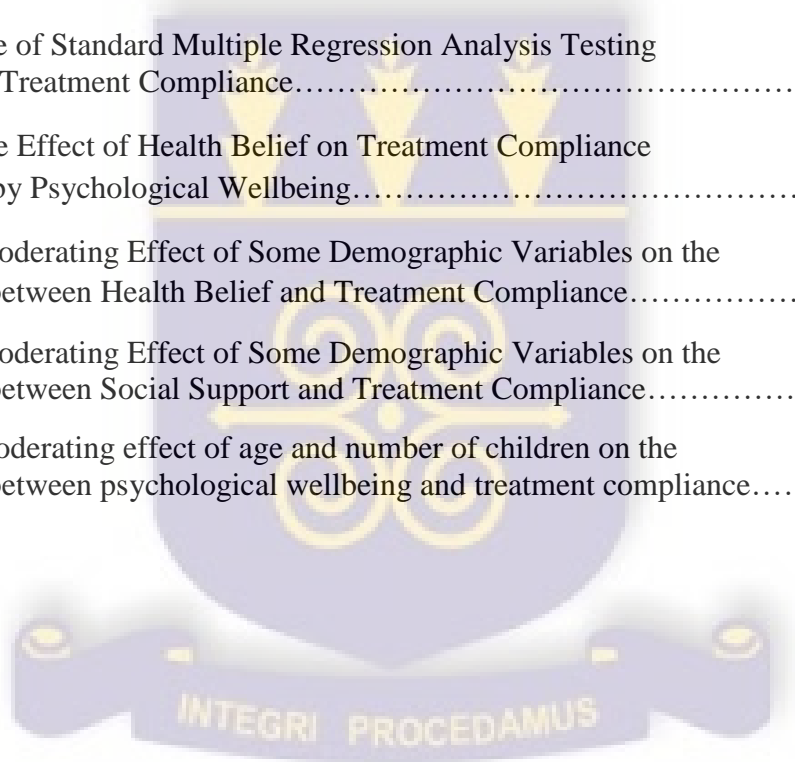 e of Standard Multiple Regression Analysis Testing
Treatment Compliance……………………………………………
e Effect of Health Belief on Treatment Compliance
by Psychological Wellbeing………………………………………
oderating Effect of Some Demographic Variables on the
between Health Belief and Treatment Compliance………………
oderating Effect of Some Demographic Variables on the
between Social Support and Treatment Compliance……………
oderating effect of age and number of children on the
between psychological wellbeing and treatment compliance……
INTEGRI PROCEDAMUS